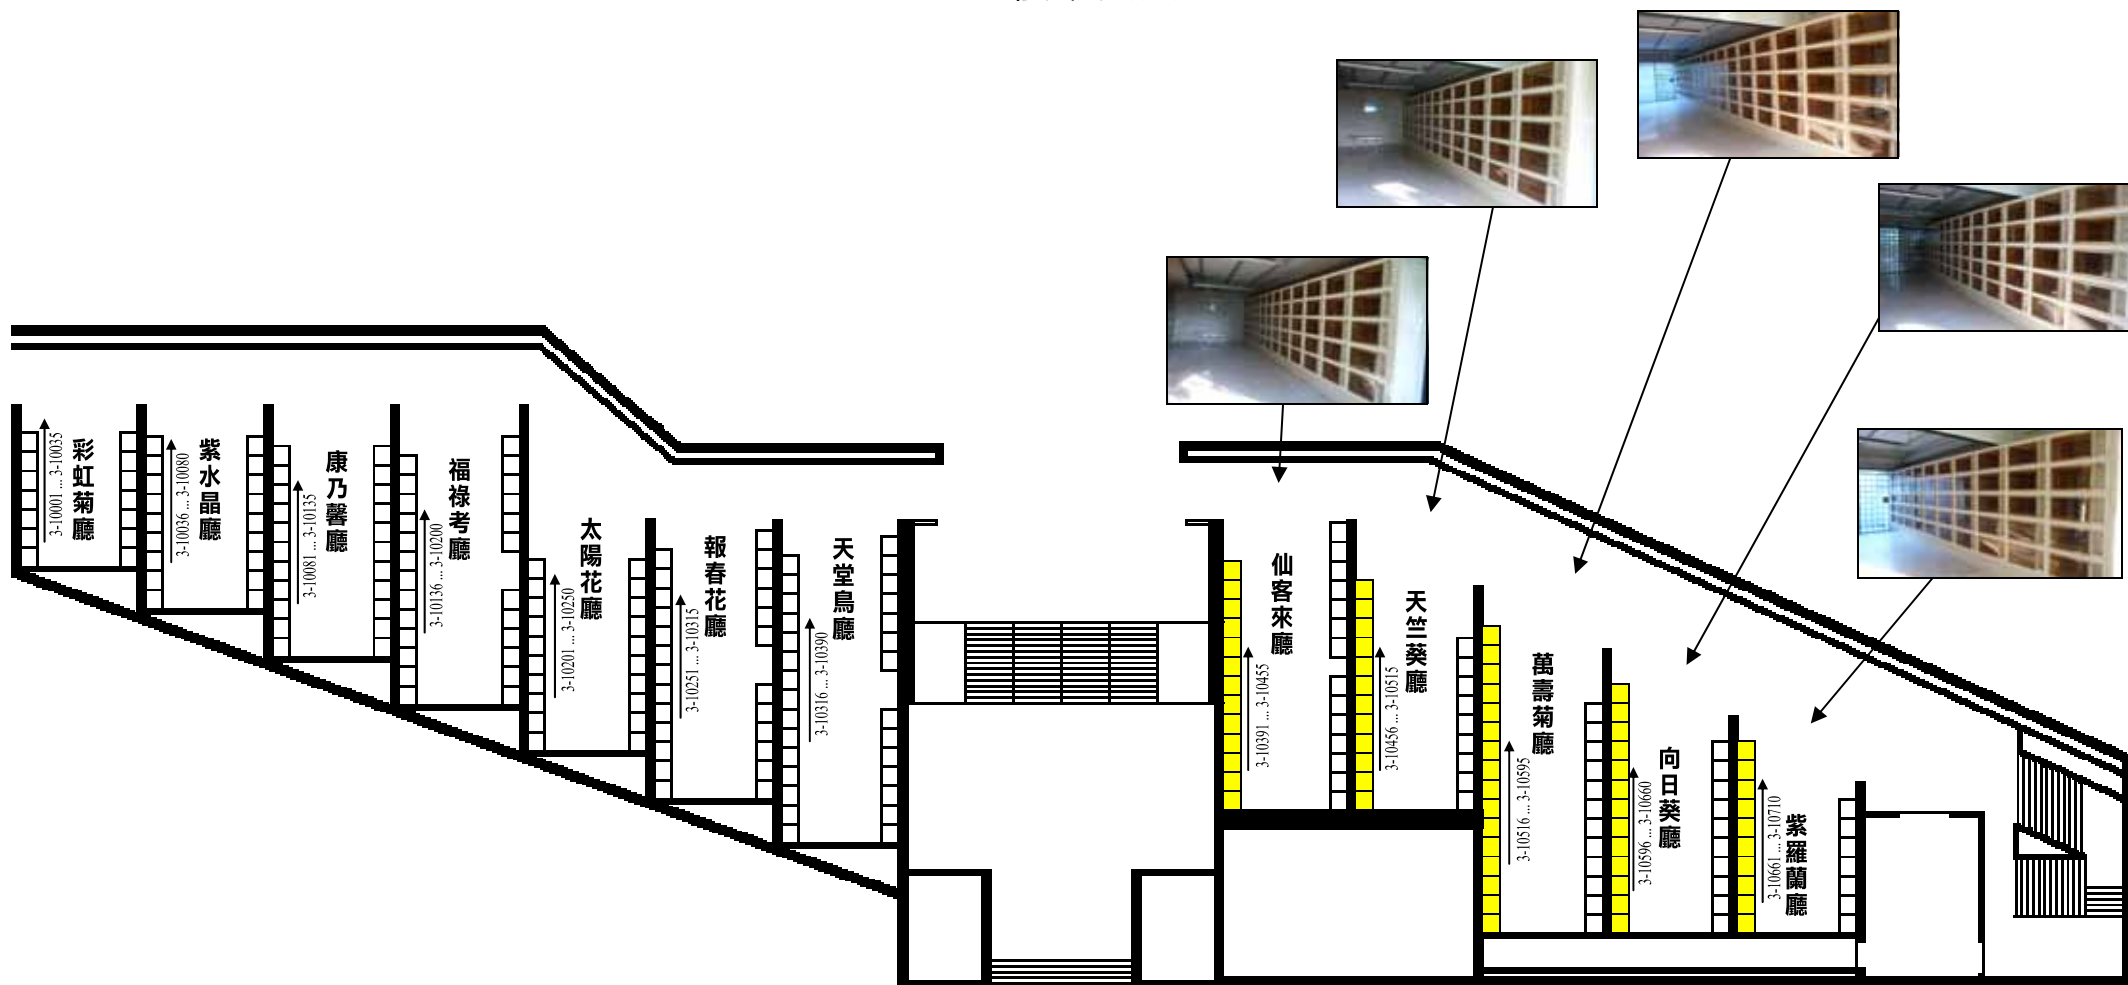 彩虹菊廳
3-10001 ... 3-10035
紫水晶廳
3-10036 ... 3-10080
康乃馨廳
3-10081 ... 3-10135
福祿考廳
3-10136 ... 3-10200
太陽花廳
3-10201 ... 3-10250
報春花廳
3-10251 ... 3-10315
天堂鳥廳
3-10316 ... 3-10390
仙客來廳
3-10391 ... 3-10455
天竺葵廳
3-10456 ... 3-10515
萬壽菊廳
3-10516 ... 3-10595
向日葵廳
3-10596 ... 3-10660
紫羅蘭廳
3-10661 ... 3-10710